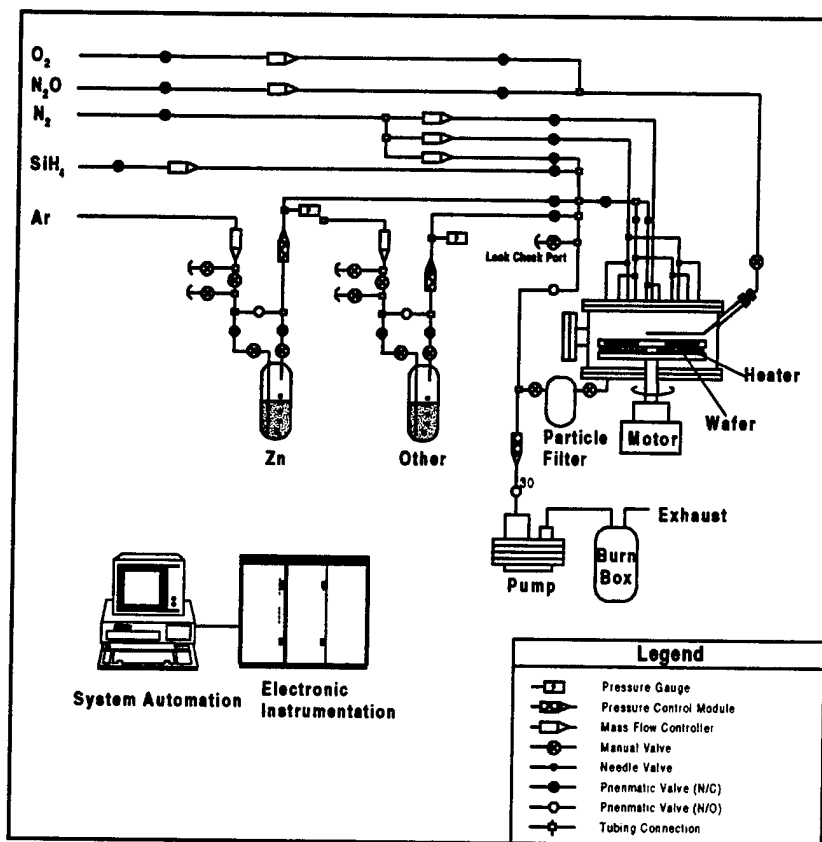 O₂
N₂O
N₂
SiH₄
Ar
Leak Check Port
Heater
Wafer
Motor
Particle
Filter
Zn
Other
30
Exhaust
Burn
Box
Pump
System Automation
Electronic
Instrumentation
Legend
Pressure Gauge
Pressure Control Module
Mass Flow Controller
Manual Valve
Needle Valve
Pnenmatic Valve (N/C)
Pnenmatic Valve (N/O)
Tubing Connection